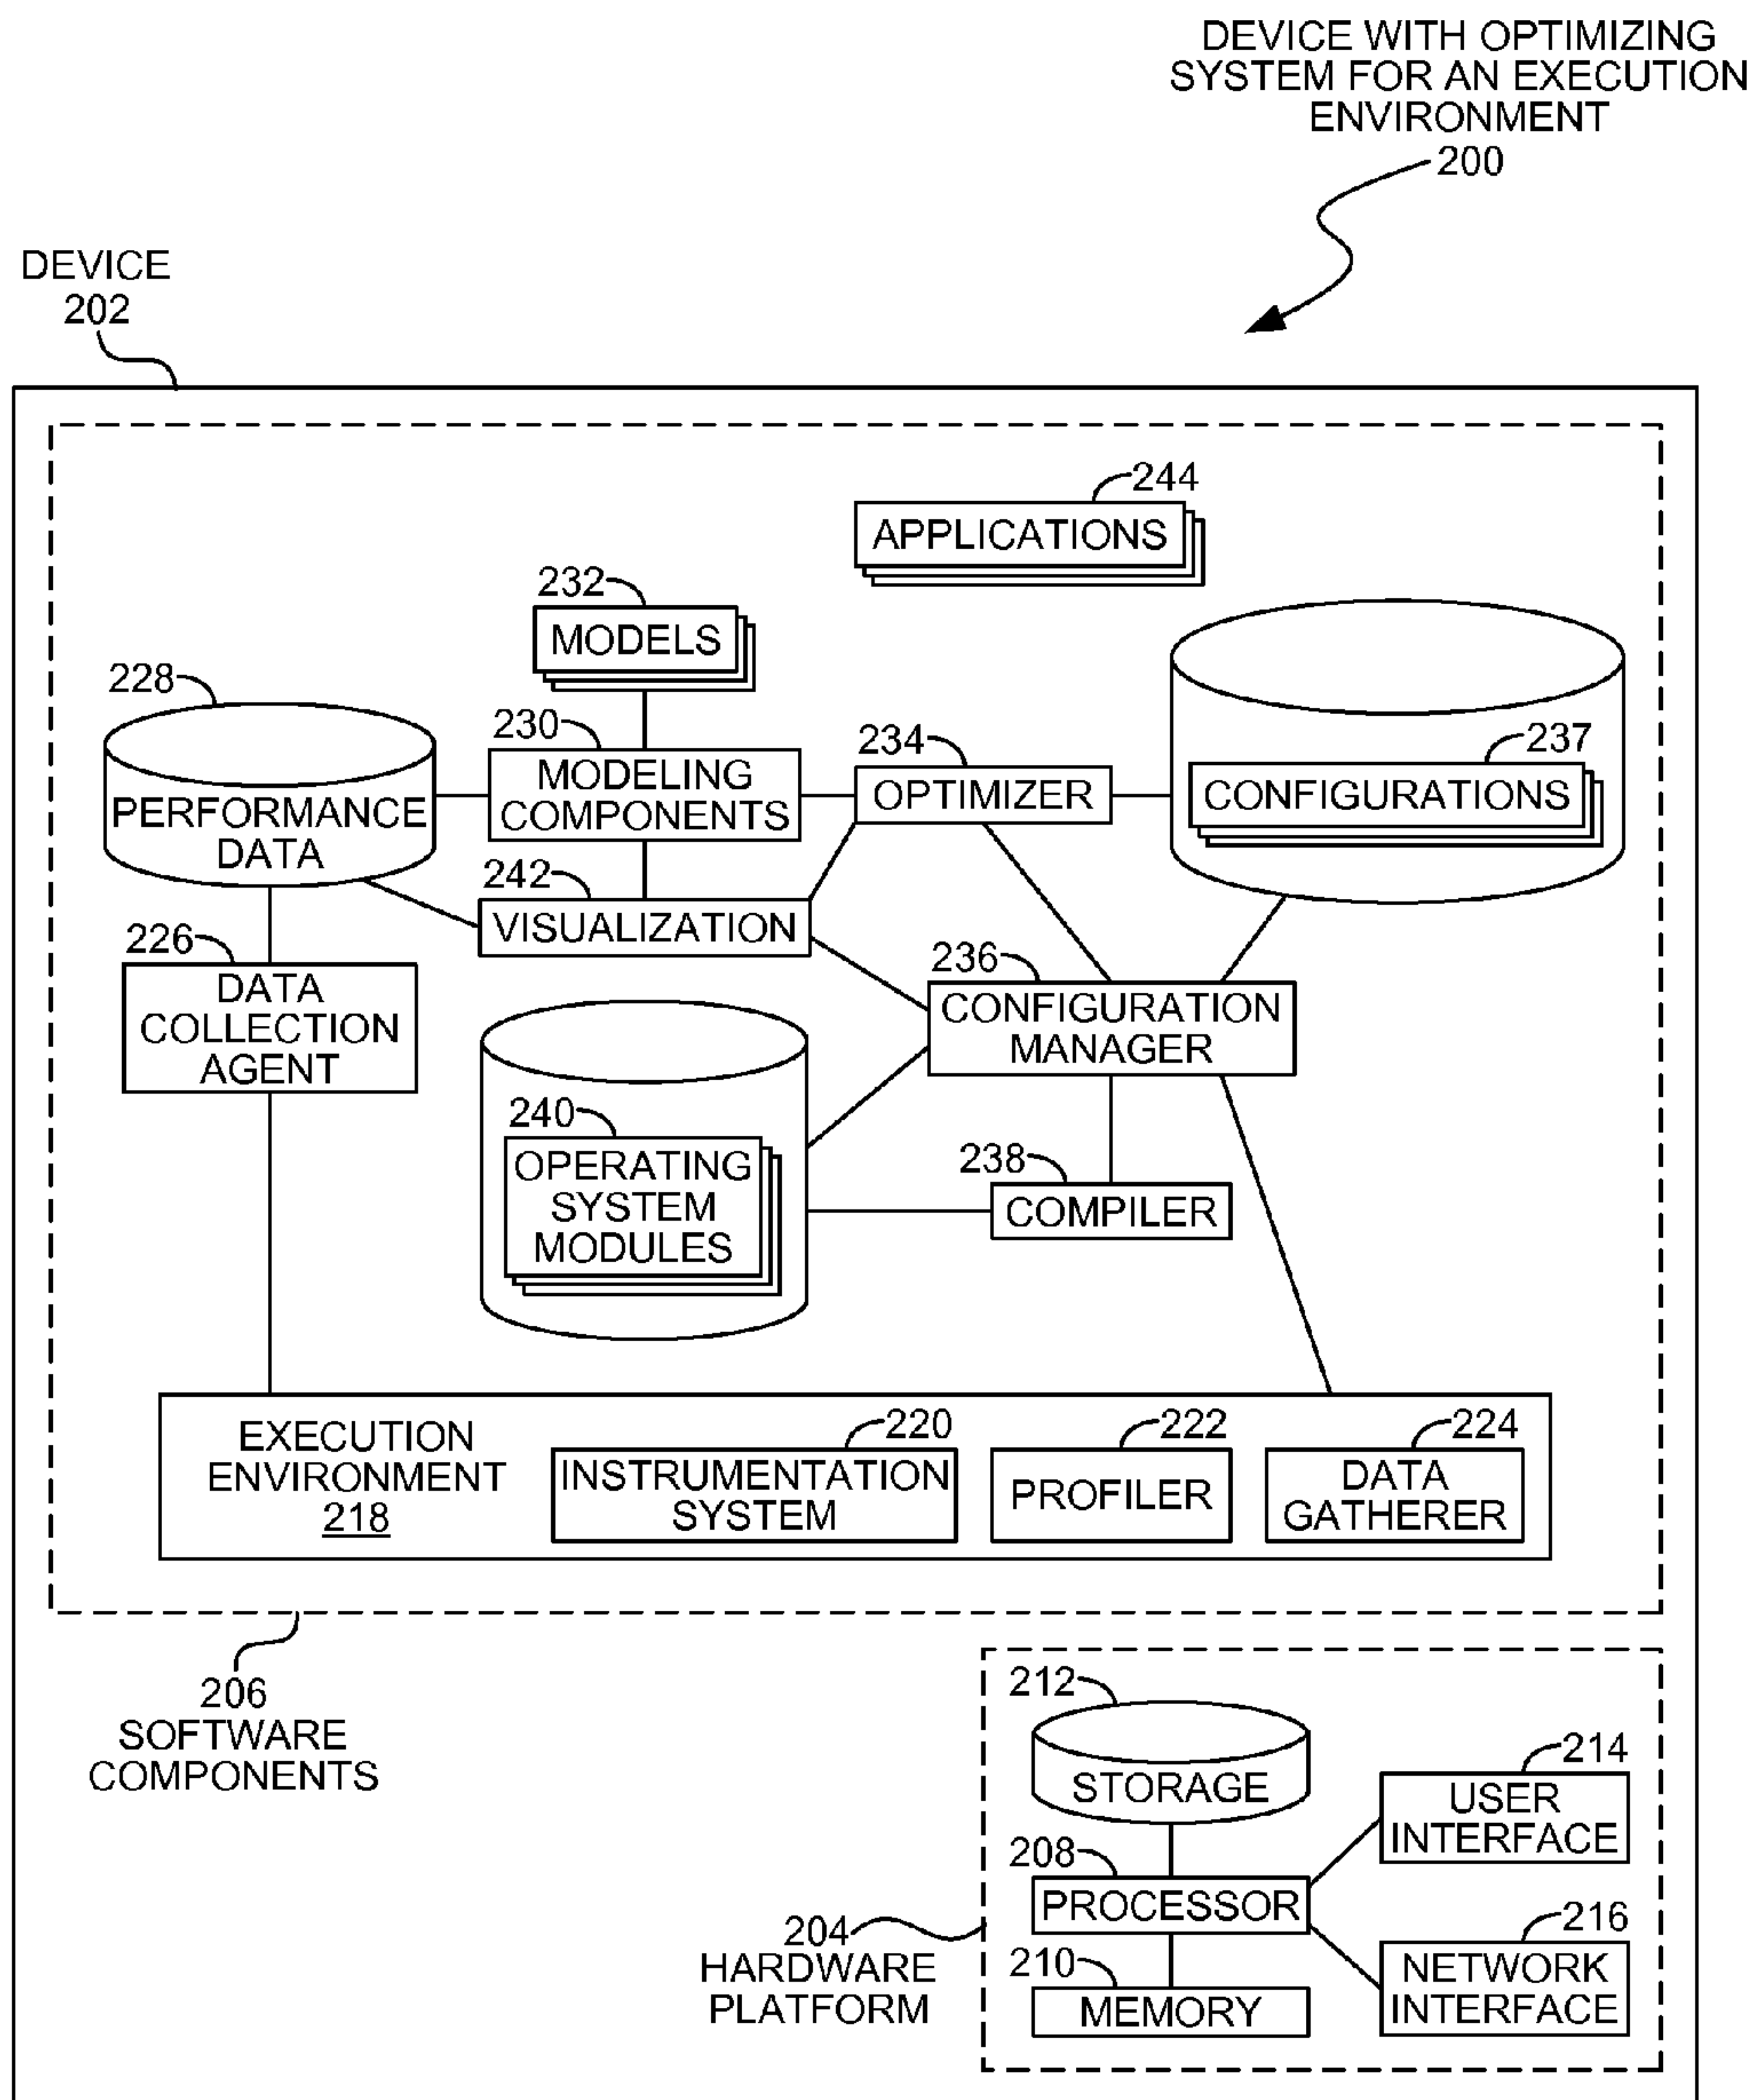 DEVICE WITH OPTIMIZING
SYSTEM FOR AN EXECUTION
ENVIRONMENT
200
DEVICE
202
244
APPLICATIONS
232
MODELS
228
PERFORMANCE
DATA
230
MODELING
COMPONENTS
234
OPTIMIZER
237
CONFIGURATIONS
242
VISUALIZATION
226
DATA
COLLECTION
AGENT
236
CONFIGURATION
MANAGER
240
OPERATING
SYSTEM
MODULES
238
COMPILER
EXECUTION
ENVIRONMENT
218
220
INSTRUMENTATION
SYSTEM
222
PROFILER
224
DATA
GATHERER
206
SOFTWARE
COMPONENTS
212
STORAGE
214
USER
INTERFACE
208
PROCESSOR
204
HARDWARE
PLATFORM
210
MEMORY
216
NETWORK
INTERFACE